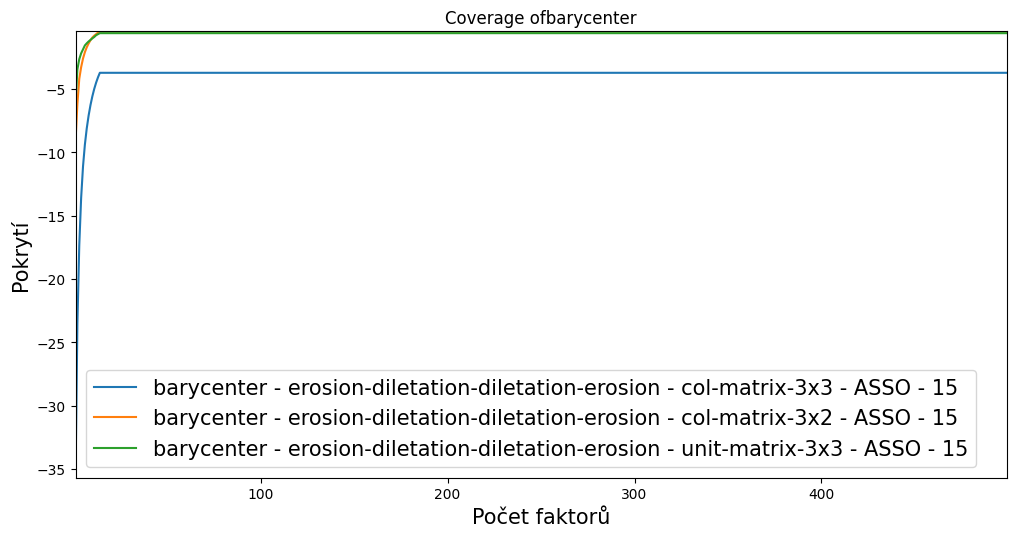 Coverage ofbarycenter
Pokrytí
−5
−10
−15
−20
−25
−30
−35
barycenter - erosion-diletation-diletation-erosion - col-matrix-3x3 - ASSO - 15
barycenter - erosion-diletation-diletation-erosion - col-matrix-3x2 - ASSO - 15
barycenter - erosion-diletation-diletation-erosion - unit-matrix-3x3 - ASSO - 15
100 200 300 400
Počet faktorů